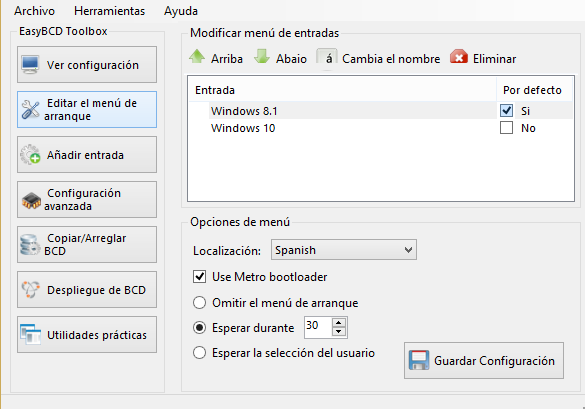 Archivo Herramientas Ayuda
EasyBCD Toolbox
Ver configuración
Editar el menú de
arranque
Añadir entrada
Configuración
avanzada
Copiar/Arreglar
BCD
Despliegue de BCD
Utilidades prácticas
Modificar menú de entradas
Arriba Abaio á Cambia el nombre Eliminar
Entrada Por defecto
Windows 8.1 Si
Windows 10 No
Opciones de menú
Localización: Spanish
Use Metro bootloader
Omitir el menú de arranque
Esperar durante 30
Esperar la selección del usuario
Guardar Configuración